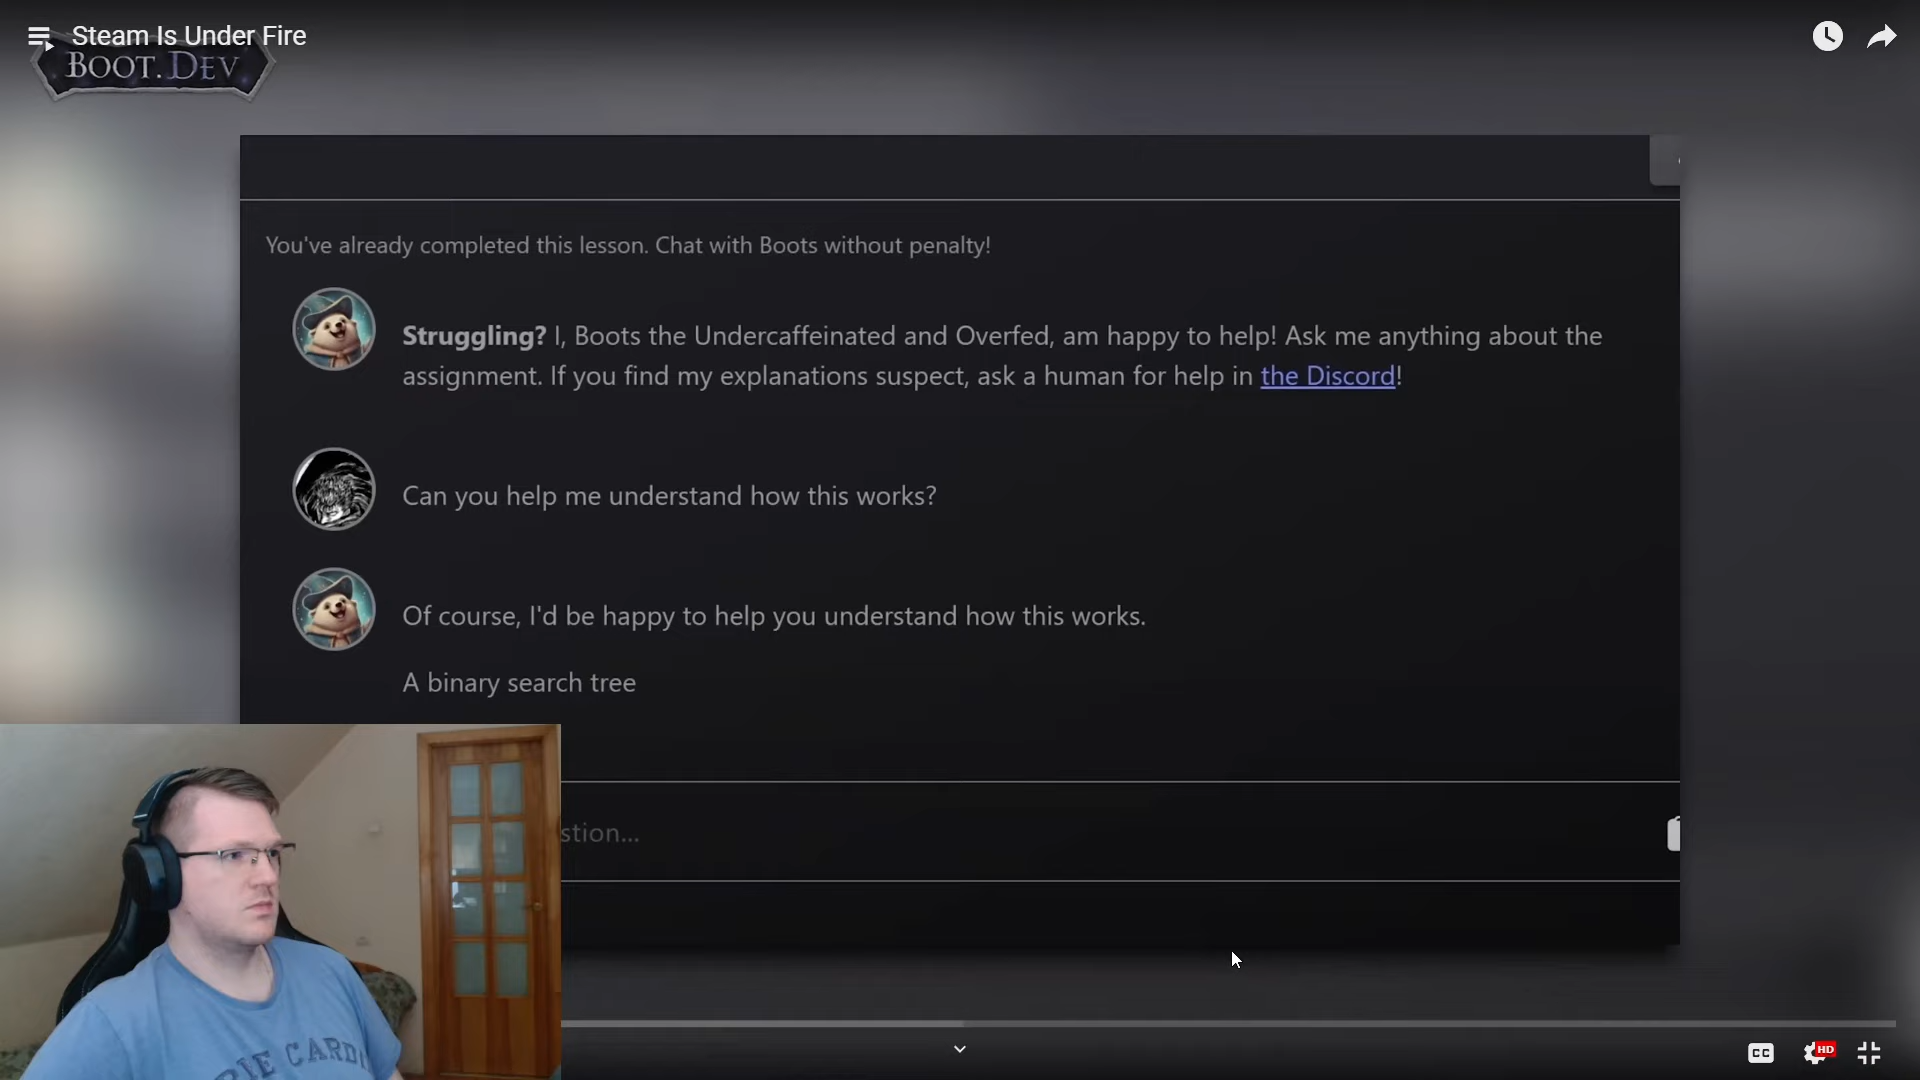 Steam Is Under Fire
BOOT.DEV
You've already completed this lesson. Chat with Boots without penalty!
Struggling? I, Boots the Undercaffeinated and Overfed, am happy to help! Ask me anything about the
assignment. If you find my explanations suspect, ask a human for help in the Discord!
Can you help me understand how this works?
Of course, I'd be happy to help you understand how this works.
A binary search tree
stion...
CC
HD